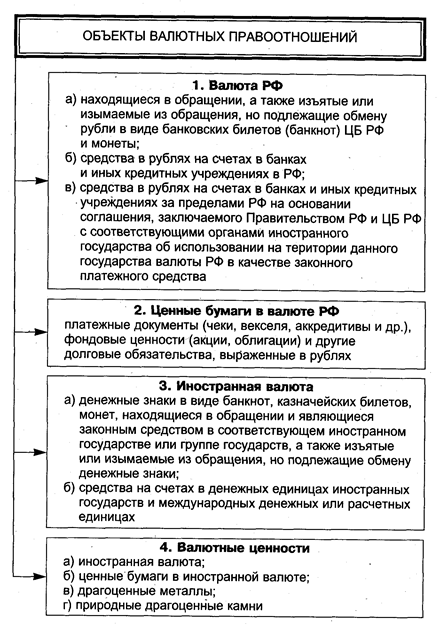 ОБЪЕКТЫ ВАЛЮТНЫХ ПРАВООТНОШЕНИЙ
1. Валюта РФ
а) находящиеся в обращении, а также изъятые или
изымаемые из обращения, но подлежащие обмену
рубли в виде банковских билетов (банкнот) ЦБ РФ
и монеты;
б) средства в рублях на счетах в банках
и иных кредитных учреждениях в РФ;
в) средства в рублях на счетах в банках и иных кредитных
учреждениях за пределами РФ на основании
соглашения, заключаемого Правительством РФ и ЦБ РФ
с соответствующими органами иностранного
государства об использовании на територии данного
государства валюты РФ в качестве законного
платежного средства
2. Ценные бумаги в валюте РФ
платежные документы (чеки, векселя, аккредитивы и др.),
фондовые ценности (акции, облигации) и другие
долговые обязательства, выраженные в рублях
3. Иностранная валюта
а) денежные знаки в виде банкнот, казначейских билетов,
монет, находящиеся в обращении и являющиеся
законным средством в соответствующем иностранном
государстве или группе государств, а также изъятые
или изымаемые из обращения, но подлежащие обмену
денежные знаки;
б) средства на счетах в денежных единицах иностранных
государств и международных денежных или расчетных
единицах
4. Валютные ценности
а) иностранная валюта;
б) ценные бумаги в иностранной валюте;
в) драгоценные металлы;
г) природные драгоценные камни